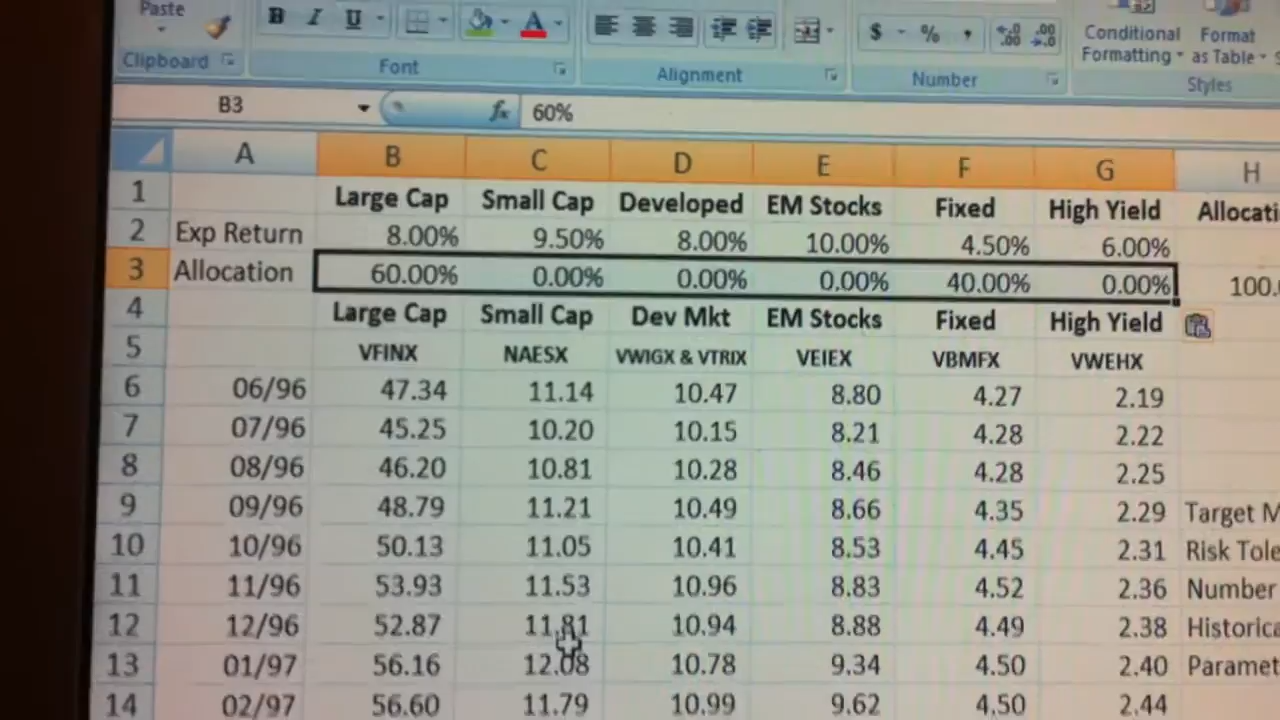 Paste
B I U A $ % , .00 .00 Conditional Format
Formatting as Table
Clipboard Font Alignment Number Styles
B3 fx 60%
A B C D E F G H
1 Large Cap Small Cap Developed EM Stocks Fixed High Yield
2 Exp Return 8.00% 9.50% 8.00% 10.00% 4.50% 6.00%
3 Allocation 60.00% 0.00% 0.00% 0.00% 40.00% 0.00%
4 Large Cap Small Cap Dev Mkt EM Stocks Fixed High Yield
5 VFINX NAESX VWIGX & VTRIX VEIEX VBMFX VWEHX
6 06/96 47.34 11.14 10.47 8.80 4.27 2.19
7 07/96 45.25 10.20 10.15 8.21 4.28 2.22
8 08/96 46.20 10.81 10.28 8.46 4.28 2.25
9 09/96 48.79 11.21 10.49 8.66 4.35 2.29 Target M
10 10/96 50.13 11.05 10.41 8.53 4.45 2.31 Risk Tole
11 11/96 53.93 11.53 10.96 8.83 4.52 2.36 Number
12 12/96 52.87 11.81 10.94 8.88 4.49 2.38 Historica
13 01/97 56.16 12.08 10.78 9.34 4.50 2.40 Paramet
14 02/97 56.60 11.79 10.99 9.62 4.50 2.44